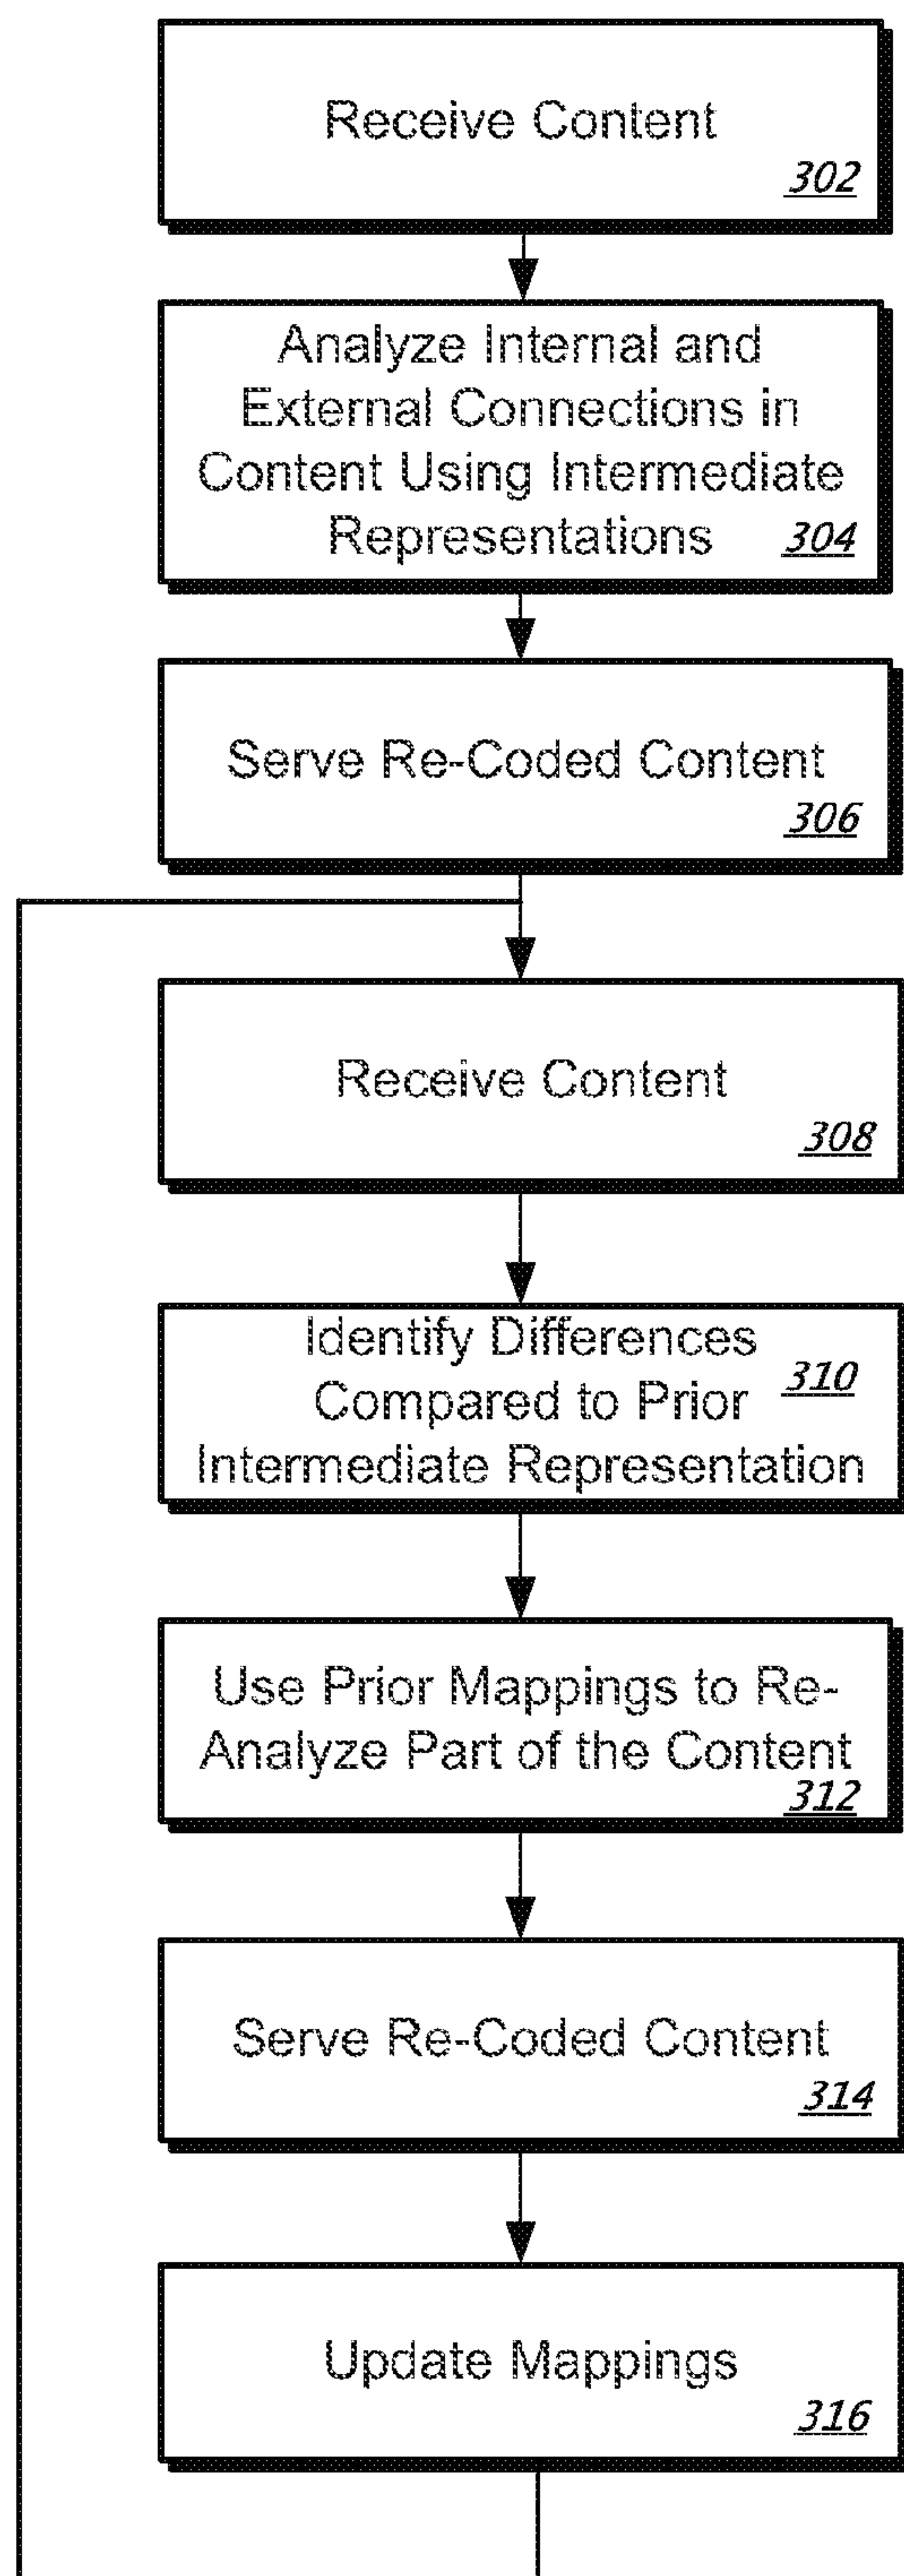 Receive Content
302
Analyze Internal and
External Connections in
Content Using Intermediate
Representations 304
Serve Re-Coded Content
306
Receive Content
308
Identify Differences
310
Compared to Prior
Intermediate Representation
Use Prior Mappings to Re-
Analyze Part of the Content
312
Serve Re-Coded Content
314
Update Mappings
316